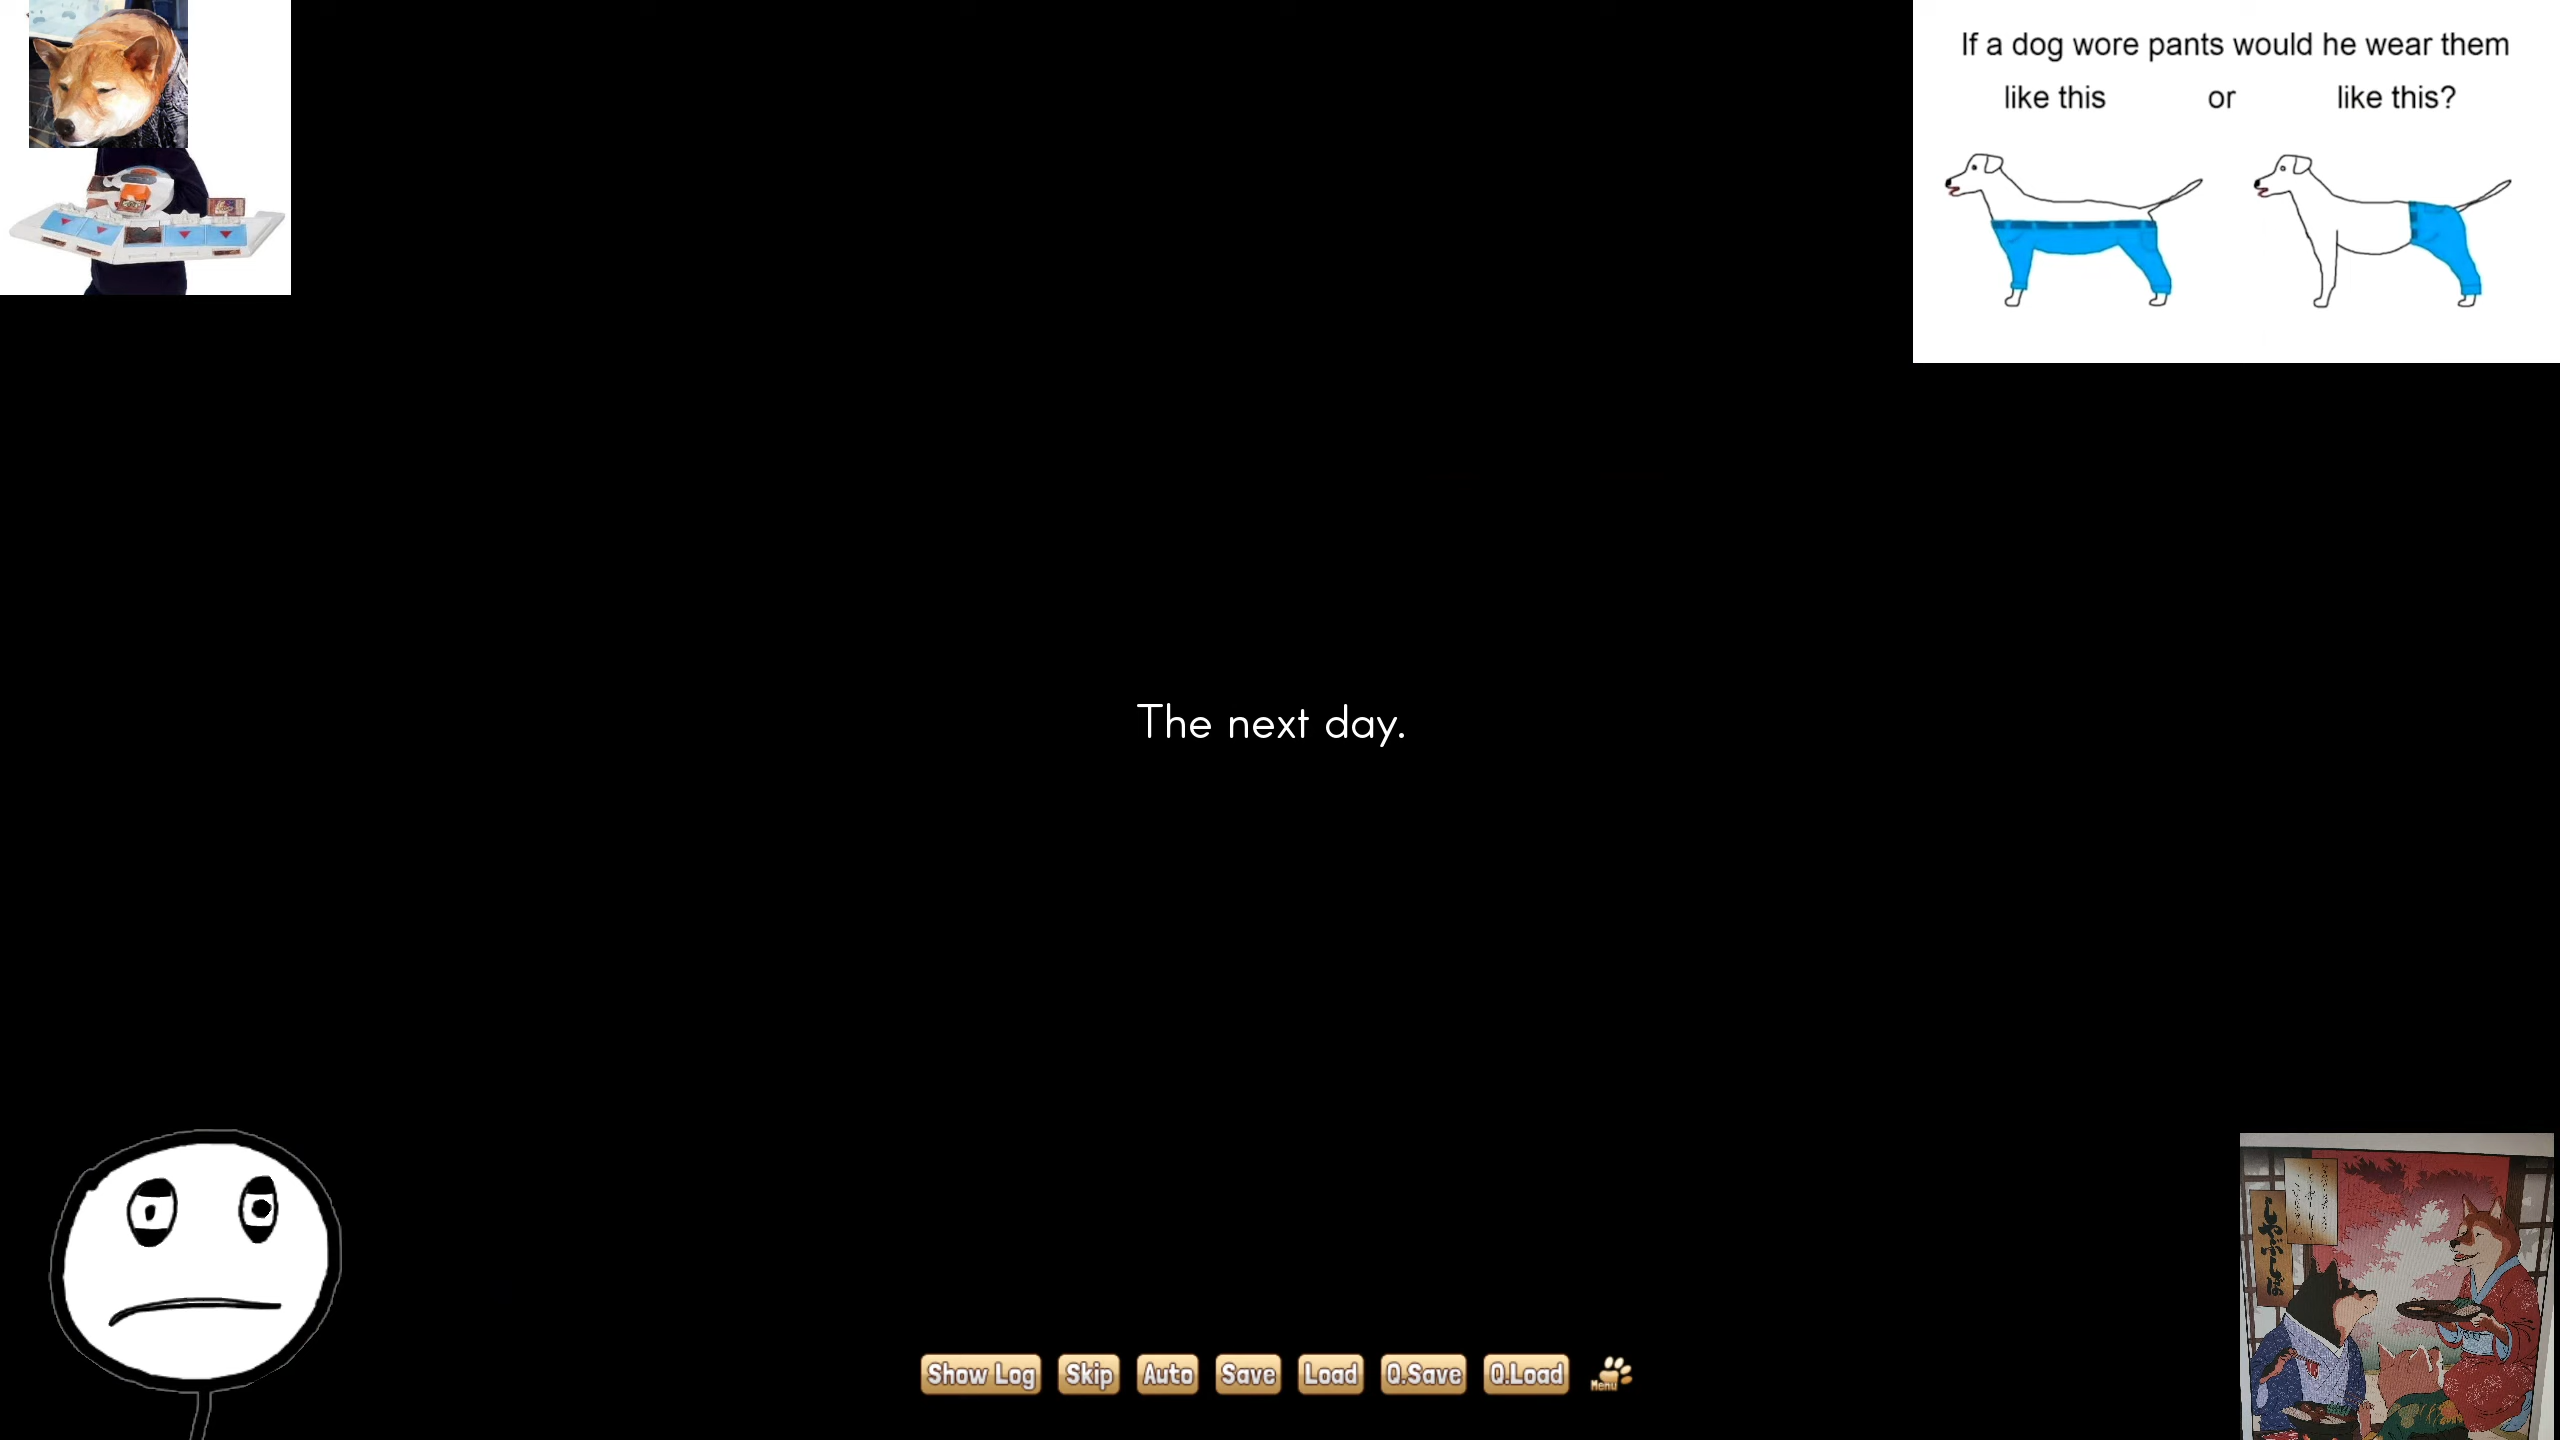 If a dog wore pants would he wear them
like this or like this?
The next day.
Show Log Skip Auto Save Load Q.Save Q.Load Menu